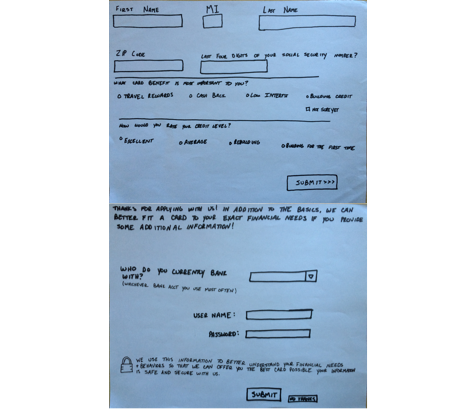 FIRST NAME MI LAST NAME
ZIP CODE LAST FOUR DIGITS OF YOUR SOCIAL SECURITY NUMBER?
WHAT CARD BENEFIT IS MOST IMPORTANT TO YOU?
TRAVEL REWARDS CASH BACK LOW INTEREST BUILDING CREDIT
NOT SURE YET
HOW WOULD YOU RATE YOUR CREDIT LEVEL?
EXCELLENT AVERAGE REBUILDING BUILDING FOR THE FIRST TIME
SUBMIT >>>
THANKS FOR APPLYING WITH US! IN ADDITION TO THE BASICS, WE CAN
BETTER FIT A CARD TO YOUR EXACT FINANCIAL NEEDS IF YOU PROVIDE
SOME ADDITIONAL INFORMATION!
WHO DO YOU CURRENTLY BANK
WITH?
(WHICHEVER BANK ACCT YOU USE MOST OFTEN)
USER NAME:
PASSWORD:
WE USE THIS INFORMATION TO BETTER UNDERSTAND YOUR FINANCIAL NEEDS
+ BEHAVIORS SO THAT WE CAN OFFER YOU THE BEST CARD POSSIBLE. YOUR INFORMATION
IS SAFE AND SECURE WITH US.
SUBMIT NO THANKS